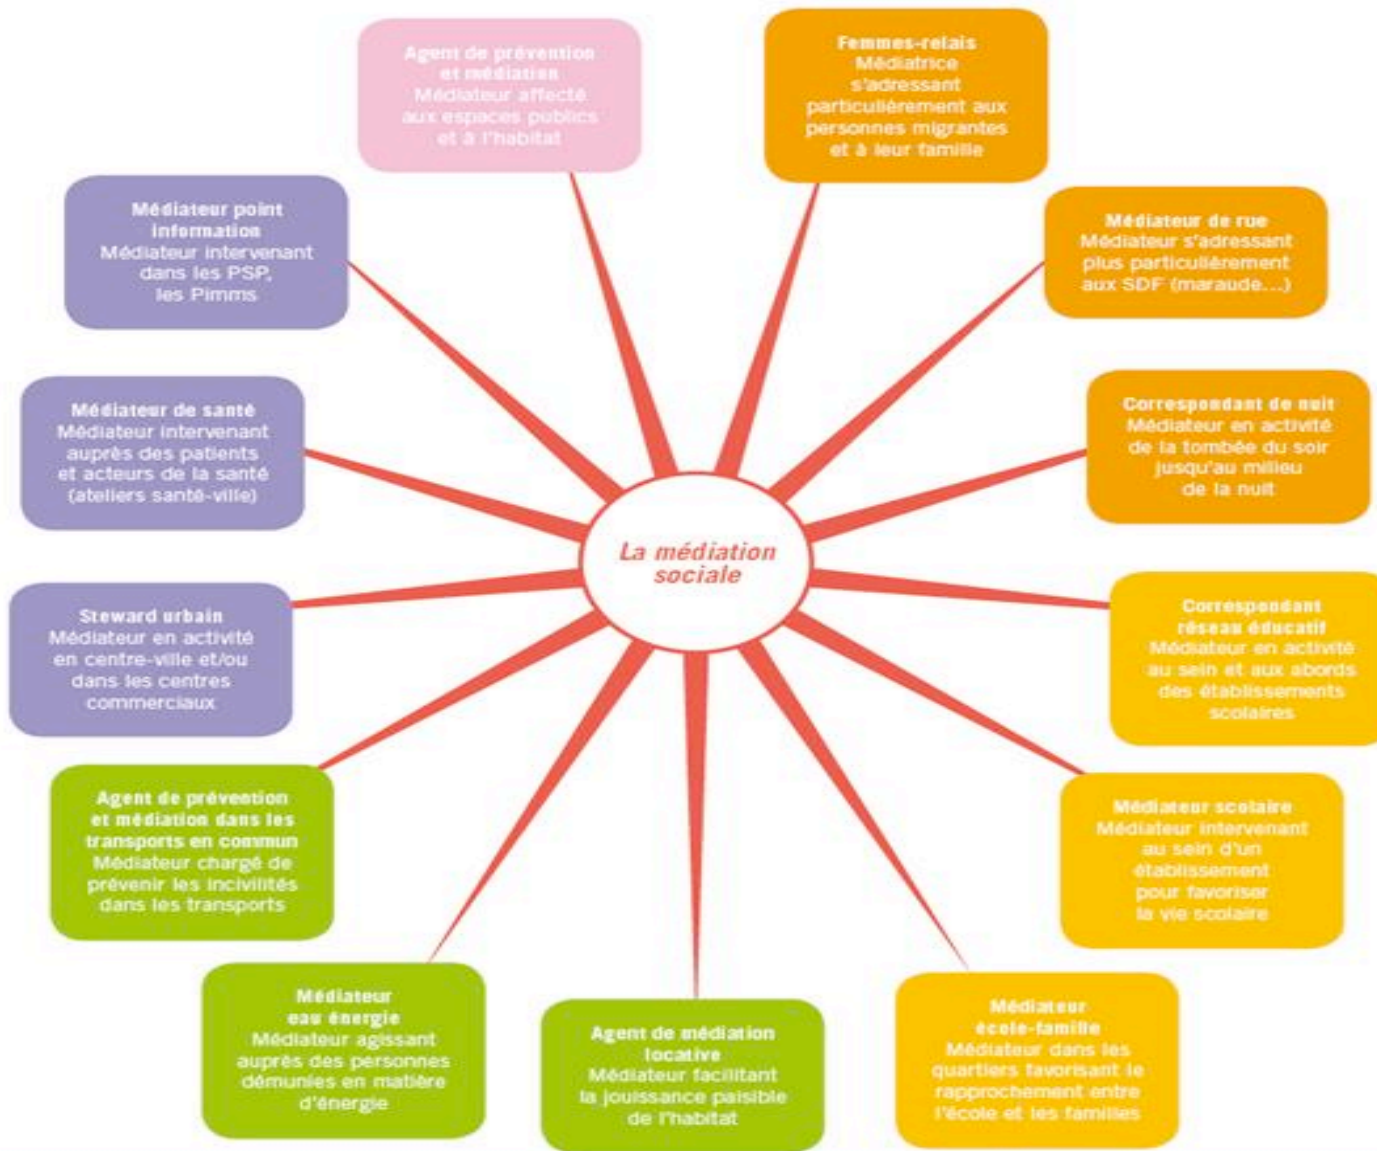 Agent de prévention
et médiation
Médiateur affecté
aux espaces publics
et à l'habitat
Femmes-relais
Médiatrice
s'adressant
particulièrement aux
personnes migrantes
et à leur famille
Médiateur point
information
Médiateur intervenant
dans les PSP,
les Pimms
Médiateur de rue
Médiateur s'adressant
plus particulièrement
aux SDF (maraude...)
Médiateur de santé
Médiateur intervenant
auprès des patients
et acteurs de la santé
(ateliers santé-ville)
Correspondant de nuit
Médiateur en activité
de la tombée du soir
jusqu'au milieu
de la nuit
La médiation
sociale
Steward urbain
Médiateur en activité
en centre-ville et/ou
dans les centres
commerciaux
Correspondant
réseau éducatif
Médiateur en activité
au sein et aux abords
des établissements
scolaires
Agent de prévention
et médiation dans les
transports en commun
Médiateur chargé de
prévenir les incivilités
dans les transports
Médiateur scolaire
Médiateur intervenant
au sein d'un
établissement
pour favoriser
la vie scolaire
Médiateur
eau énergie
Médiateur agissant
auprès des personnes
démunies en matière
d'énergie
Agent de médiation
locative
Médiateur facilitant
la jouissance paisible
de l'habitat
Médiateur
école-famille
Médiateur dans les
quartiers favorisant le
rapprochement entre
l'école et les familles